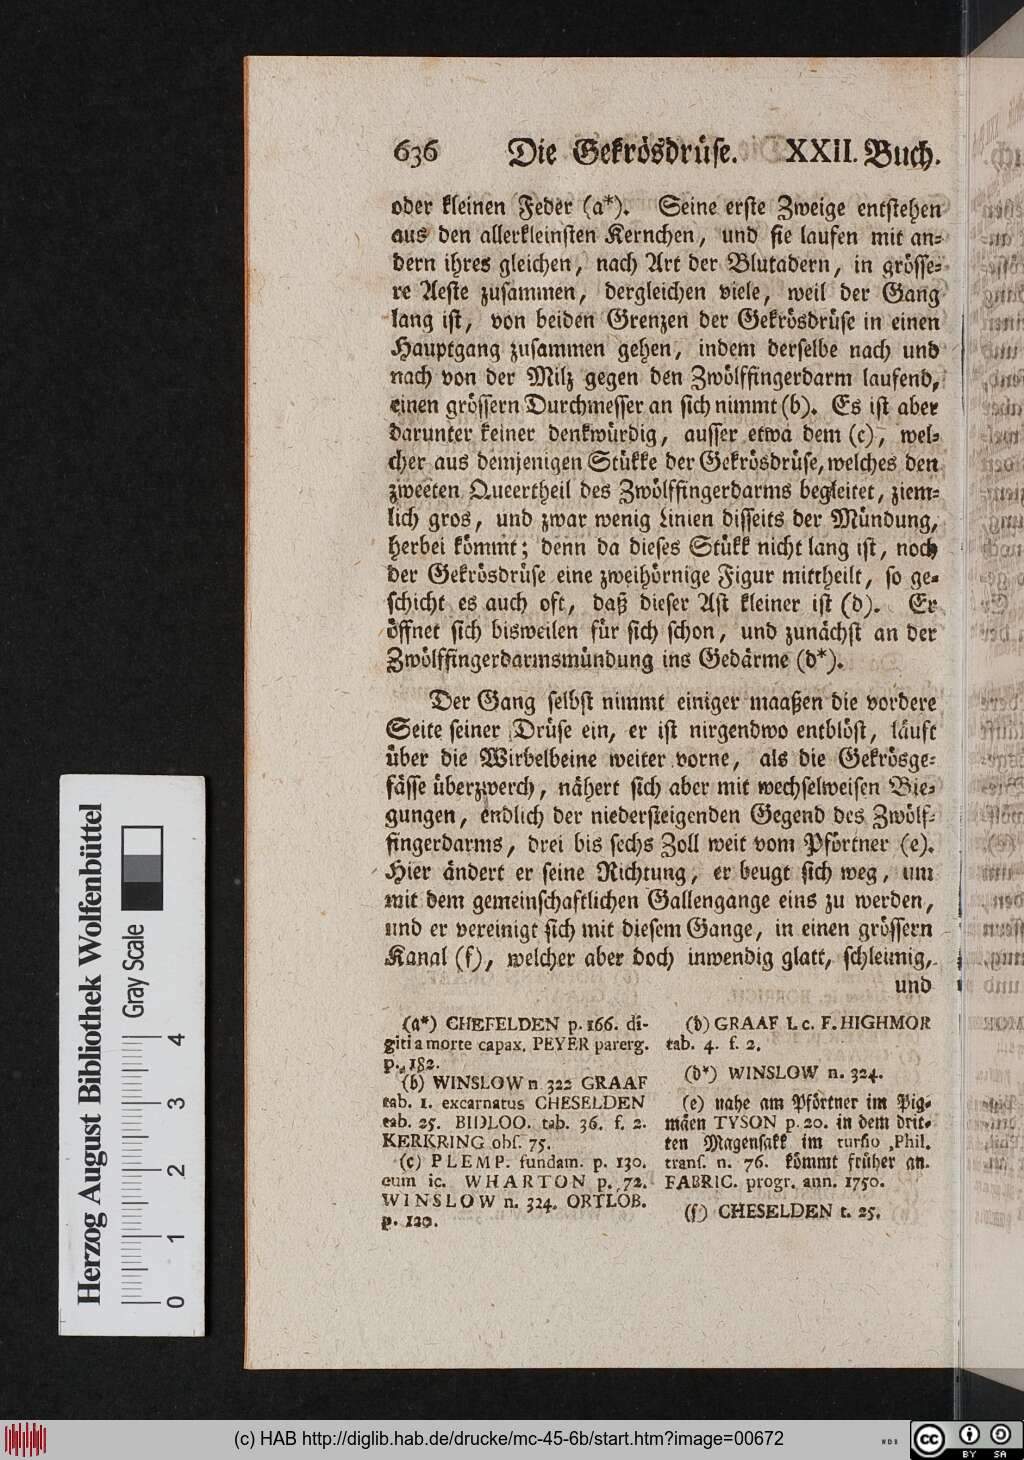 636 Die Gekrösdrüse. XXII. Buch.
oder kleinen Feder (a*). Seine erste Zweige entstehen
aus den allerkleinsten Kernchen, und sie laufen mit an-
dern ihres gleichen, nach Art der Blutadern, in grösse-
re Aeste zusammen, dergleichen viele, weil der Gang
lang ist, von beiden Grenzen der Gekrösdrüse in einen
Hauptgang zusammen gehen, indem derselbe nach und
nach von der Milz gegen den Zwölffingerdarm laufend,
einen grössern Durchmesser an sich nimmt (b). Es ist aber
darunter keiner denkwürdig, ausser etwa dem (c), wel-
cher aus demjenigen Stükke der Gekrösdrüse, welches den
zweeten Queertheil des Zwölffingerdarms begleitet, ziem-
lich gros, und zwar wenig Linien disseits der Mündung,
herbei kömmt; denn da dieses Stükk nicht lang ist, noch
der Gekrösdrüse eine zweihörnige Figur mittheilt, so ge-
schicht es auch oft, daß dieser Ast kleiner ist (d). Er
öffnet sich bisweilen für sich schon, und zunächst an der
Zwölffingerdarmsmündung ins Gedärme (d*).
Der Gang selbst nimmt einiger maaßen die vordere
Seite seiner Drüse ein, er ist nirgendwo entblöst, läuft
über die Wirbelbeine weiter vorne, als die Gekrösge-
fässe überzwerch, nähert sich aber mit wechselweisen Bie-
gungen, endlich der niedersteigenden Gegend des Zwölf-
fingerdarms, drei bis sechs Zoll weit vom Pförtner (e).
Hier ändert er seine Richtung, er beugt sich weg, um
mit dem gemeinschaftlichen Gallengange eins zu werden,
und er vereinigt sich mit diesem Gange, in einen grössern
Kanal (f), welcher aber doch inwendig glatt, schleimig,
und
(a*) CHEFELDEN p. 166. di-
giti a morte capax. PEYER parerg.
p. 182.
(b) WINSLOW n 322 GRAAF
tab. 1. excarnatus CHESELDEN
tab. 25. BIDLOO. tab. 36. f. 2.
KERKRING obs. 75.
(c) PLEMP. fundam. p. 130.
cum ic. WHARTON p. 72.
WINSLOW n. 324. ORTLOB.
p. 120.
(d) GRAAF l. c. F. HIGHMOR
tab. 4. f. 2.
(d*) WINSLOW n. 324.
(e) nahe am Pförtner im Pig-
mäen TYSON p. 20. in dem drit-
ten Magensakk im tursio Phil.
trans. n. 76. kömmt früher an.
FABRIC. progr. ann. 1750.
(f) CHESELDEN t. 25.
Herzog August Bibliothek Wolfenbüttel
Gray Scale
0 1 2 3 4
(c) HAB http://diglib.hab.de/drucke/mc-45-6b/start.htm?image=00672
cc BY SA